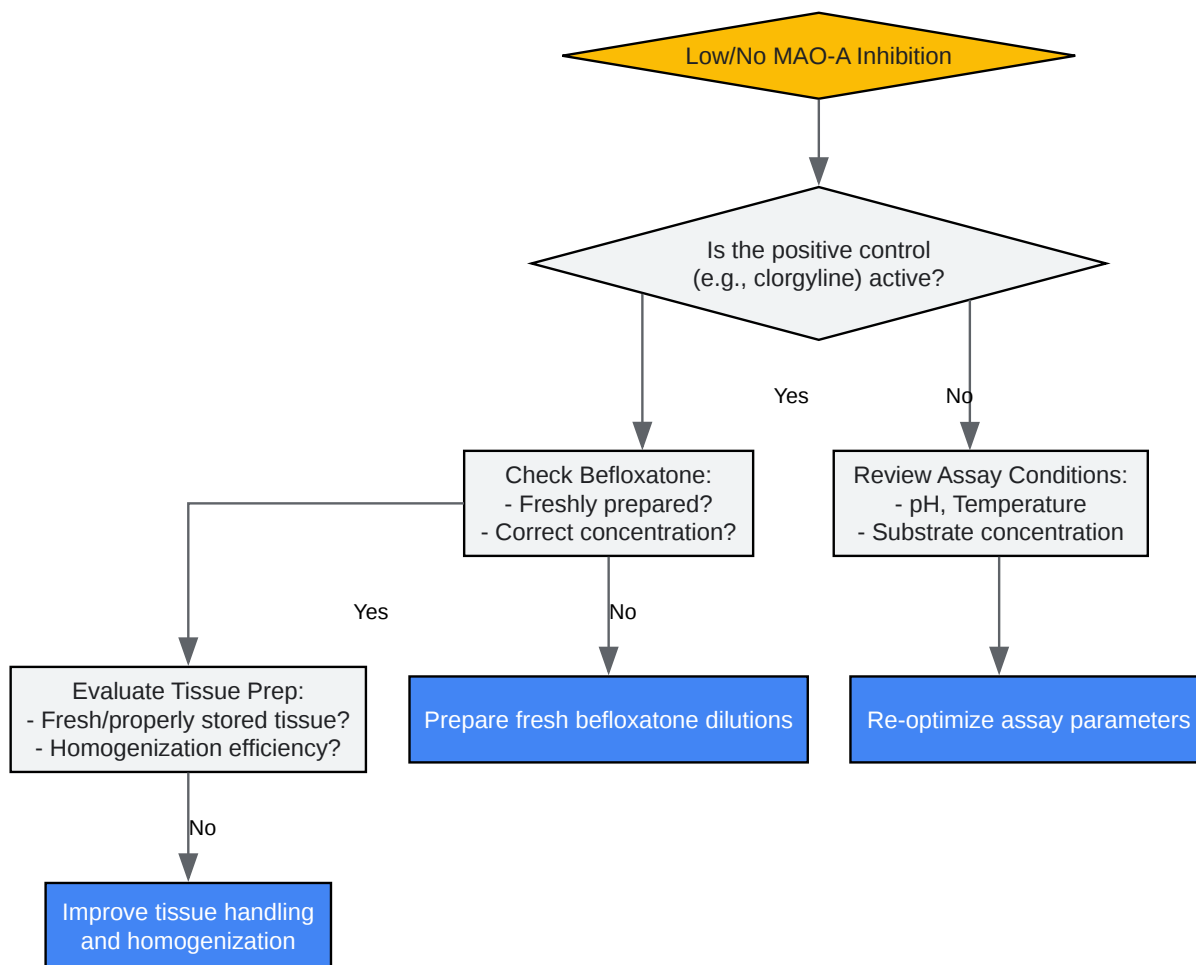 Low/No MAO-A Inhibition
Is the positive control
(e.g., clorgyline) active?
Yes
No
Check Befloxatone:
- Freshly prepared?
- Correct concentration?
Review Assay Conditions:
- pH, Temperature
- Substrate concentration
Yes
No
Evaluate Tissue Prep:
- Fresh/properly stored tissue?
- Homogenization efficiency?
Prepare fresh befloxatone dilutions
Re-optimize assay parameters
No
Improve tissue handling
and homogenization